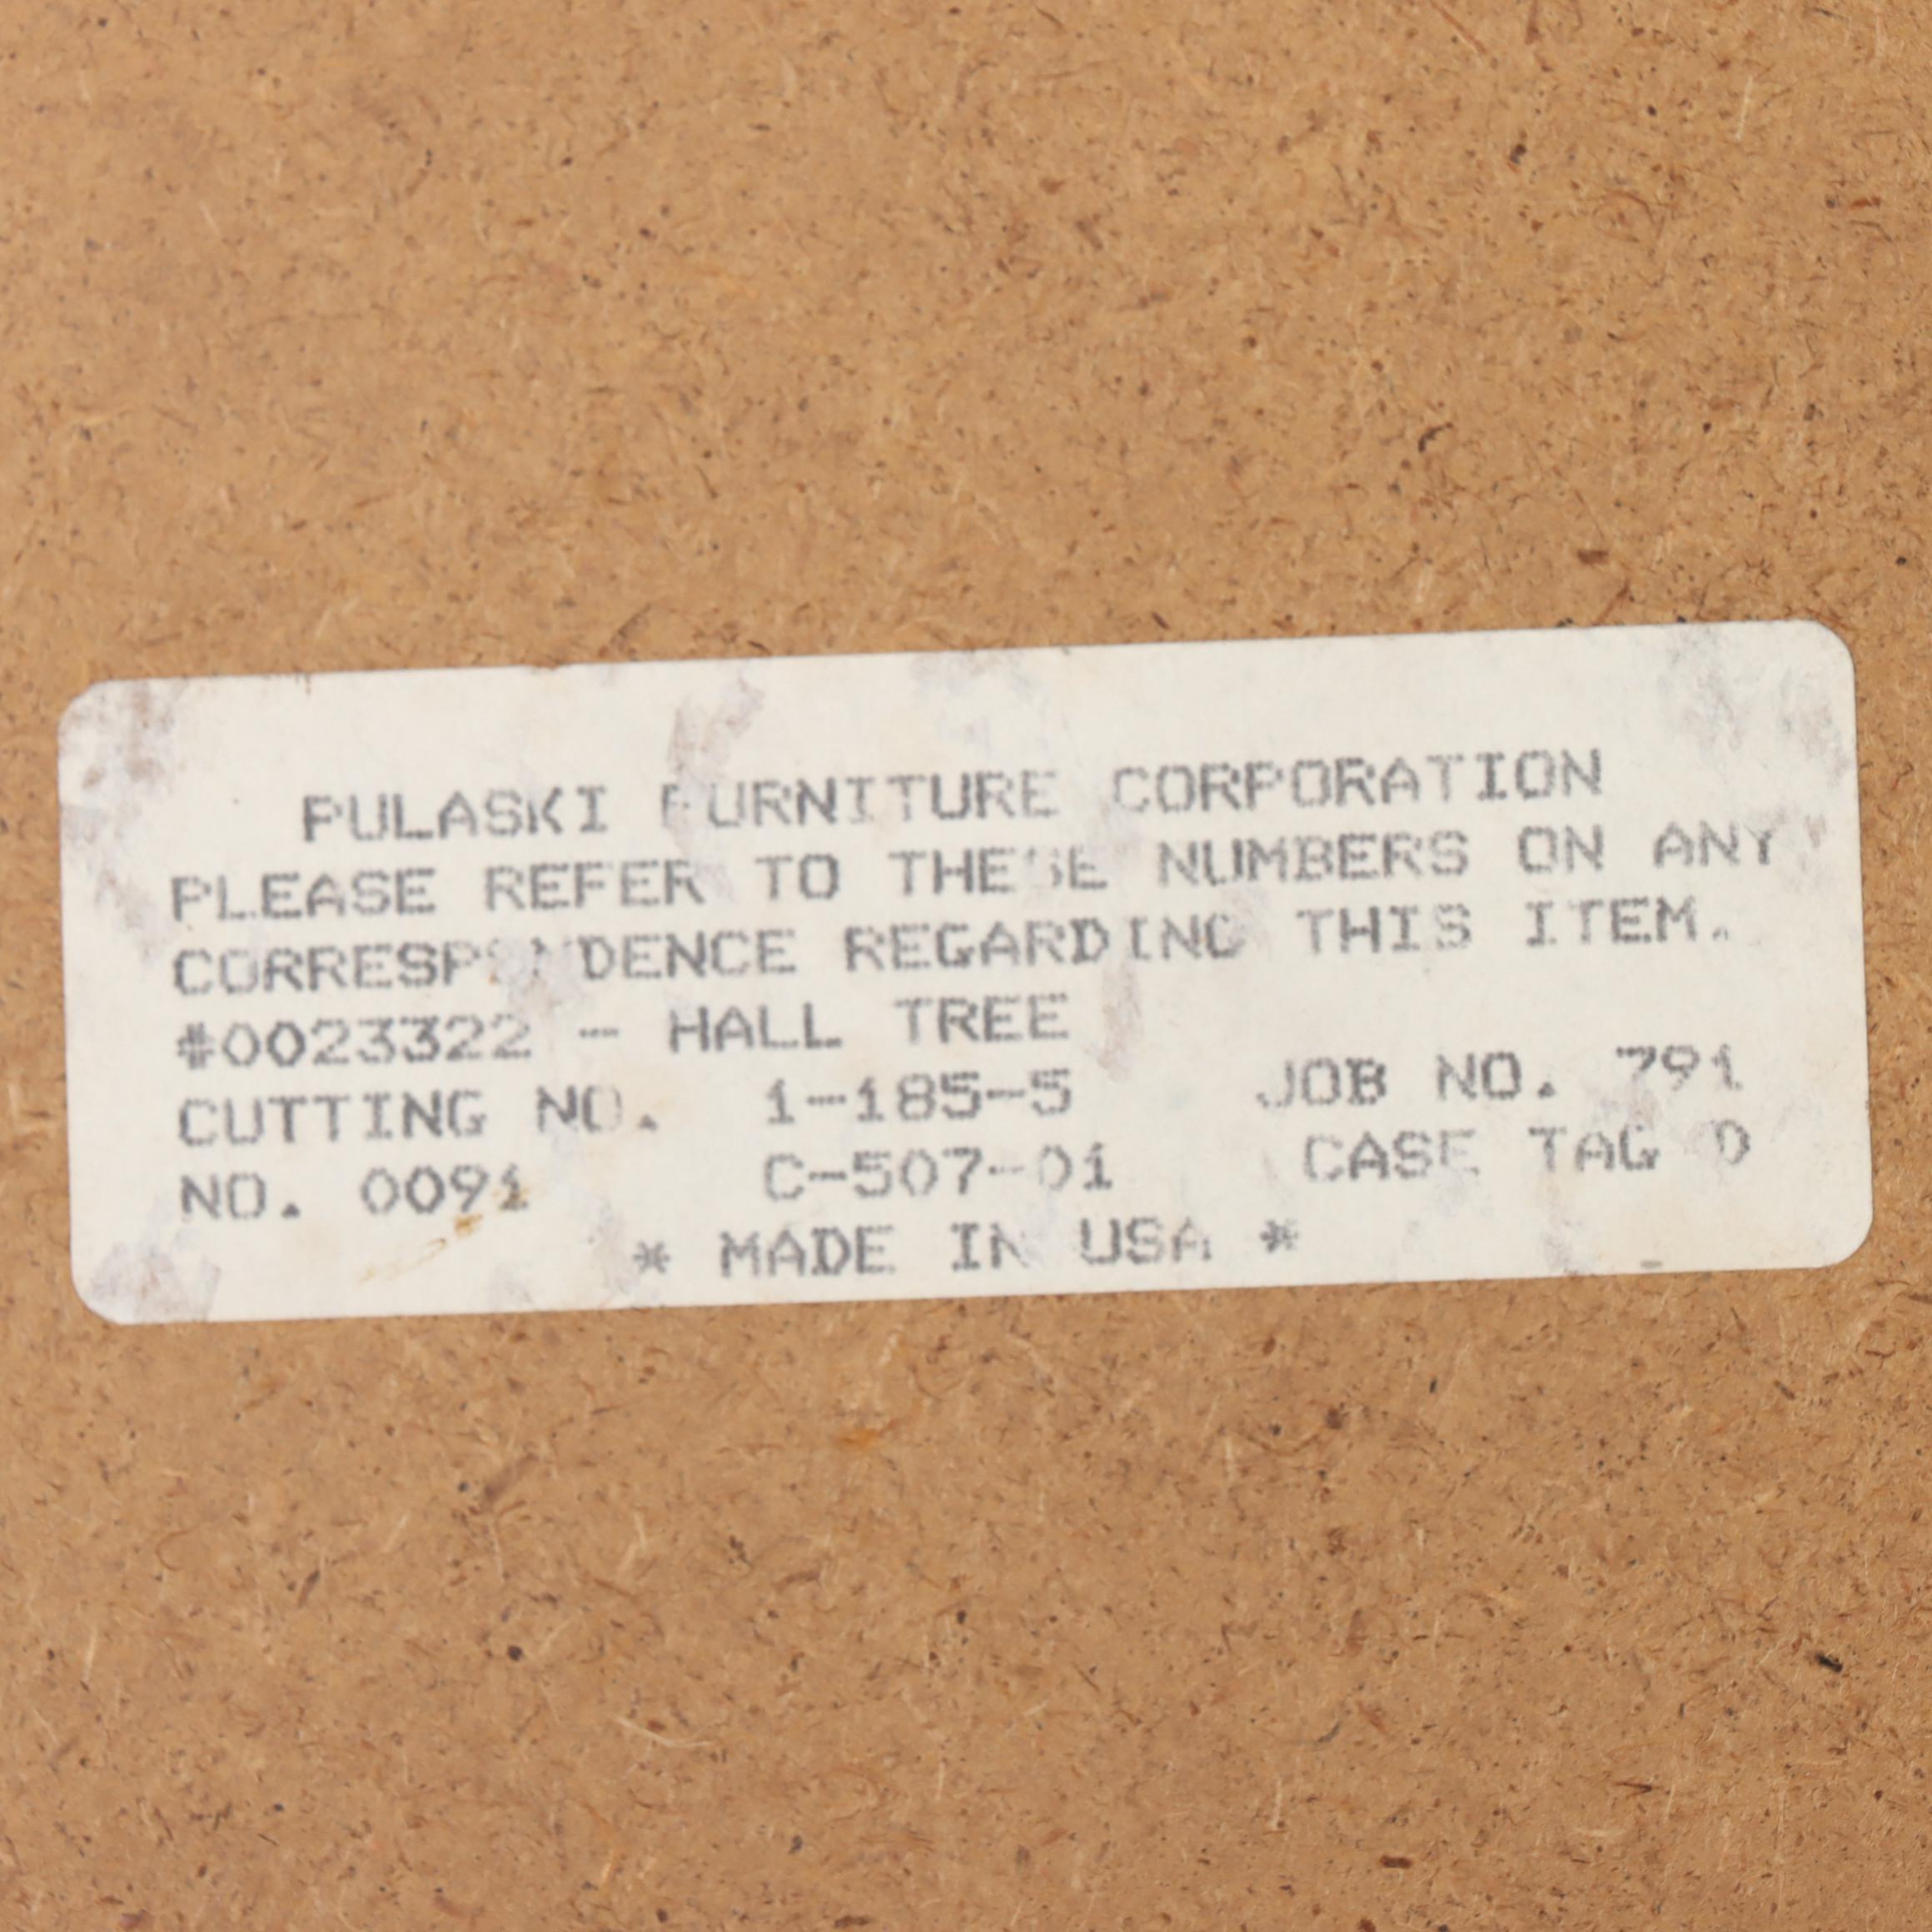 PULASKI FURNITURE CORPORATION
PLEASE REFER TO THESE NUMBERS ON ANY
CORRESPONDENCE REGARDING THIS ITEM.
#0023322 - HALL TREE
CUTTING NO. 1-185-5 JOB NO. 791
NO. 0091 C-507-01 CASE TAG D
* MADE IN USA *